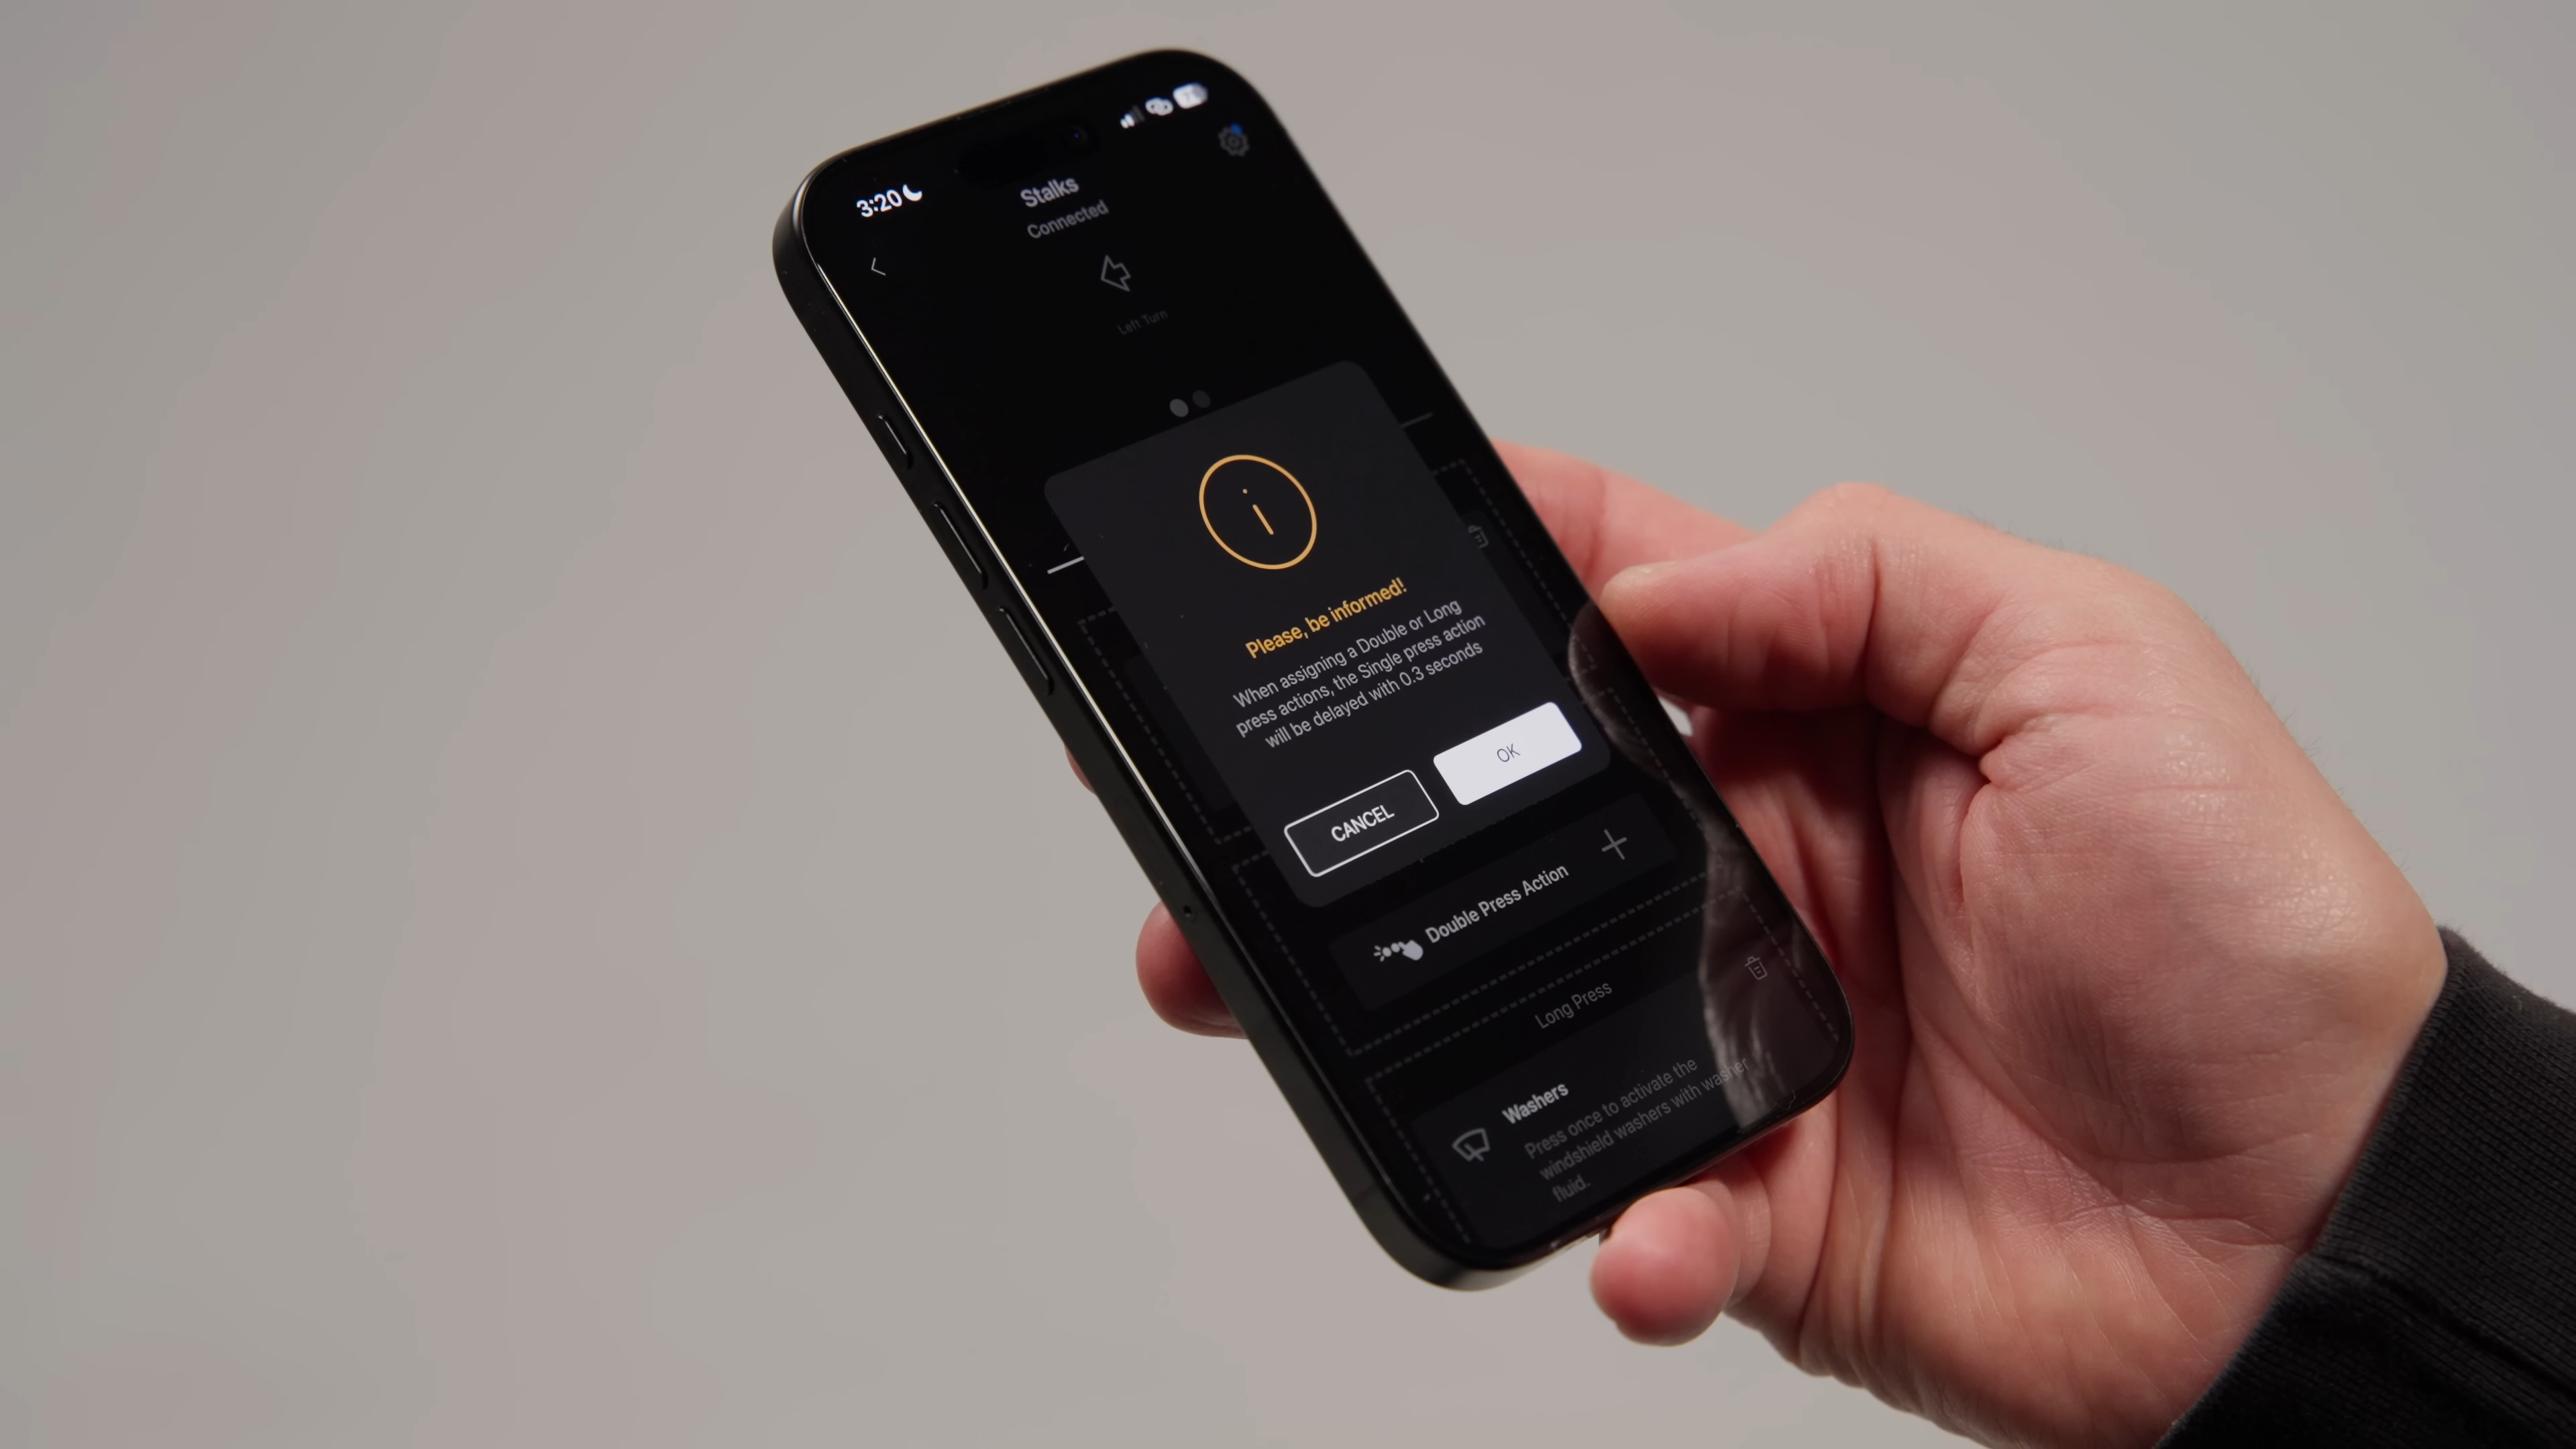 3:20
Stalks
Connected
Left Turn
Please, be informed!
When assigning a Double or Long
press actions, the Single press action
will be delayed with 0.3 seconds
CANCEL
OK
Double Press Action
Long Press
Washers
Press once to activate the
windshield washers with washer
fluid.